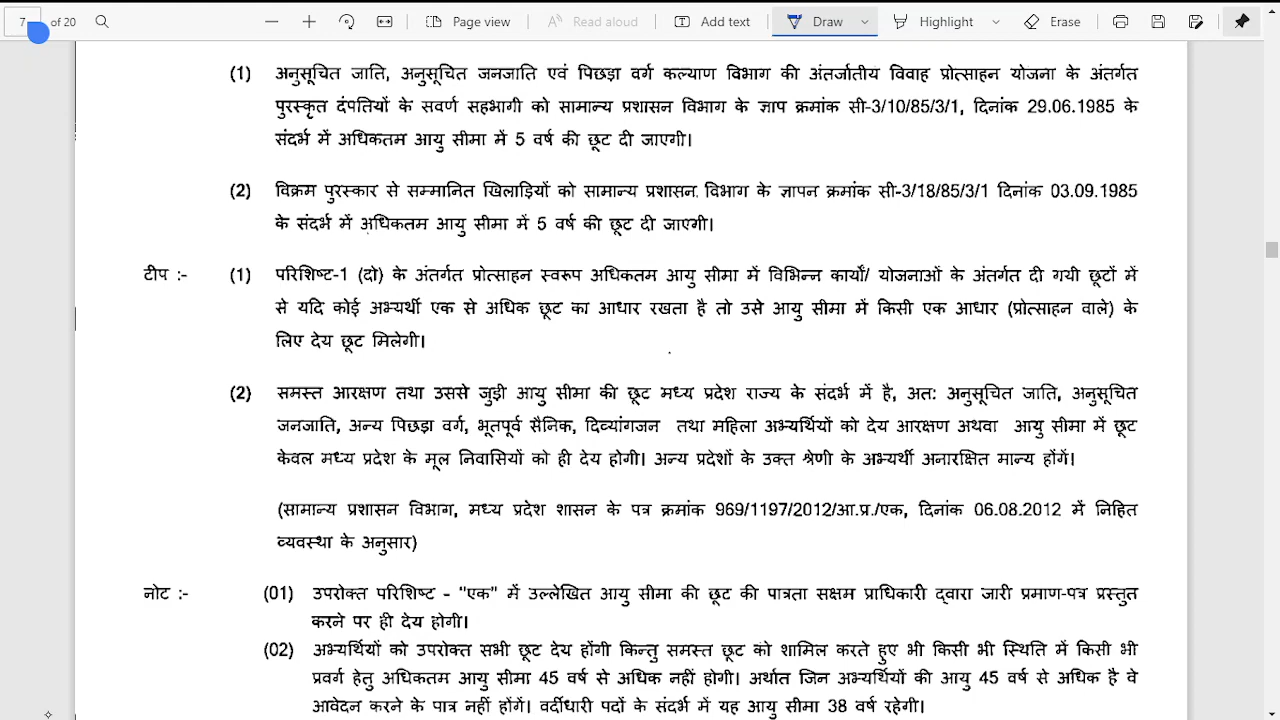 7 of 20 Page view Read aloud Add text Draw Highlight Erase
(1) अनुसूचित जाति, अनुसूचित जनजाति एवं पिछड़ा वर्ग कल्याण विभाग की अंतर्जातीय विवाह प्रोत्साहन योजना के अंतर्गत
पुरस्कृत दंपतियों के सवर्ण सहभागी को सामान्य प्रशासन विभाग के ज्ञाप क्रमांक सी-3/10/85/3/1, दिनांक 29.06.1985 के
संदर्भ में अधिकतम आयु सीमा में 5 वर्ष की छूट दी जाएगी।
(2) विक्रम पुरस्कार से सम्मानित खिलाड़ियों को सामान्य प्रशासन विभाग के ज्ञापन क्रमांक सी-3/18/85/3/1 दिनांक 03.09.1985
के संदर्भ में अधिकतम आयु सीमा में 5 वर्ष की छूट दी जाएगी।
टीप :- (1) परिशिष्ट-1 (दो) के अंतर्गत प्रोत्साहन स्वरूप अधिकतम आयु सीमा में विभिन्न कार्यों/ योजनाओं के अंतर्गत दी गयी छूटों में
से यदि कोई अभ्यर्थी एक से अधिक छूट का आधार रखता है तो उसे आयु सीमा में किसी एक आधार (प्रोत्साहन वाले) के
लिए देय छूट मिलेगी।
(2) समस्त आरक्षण तथा उससे जुड़ी आयु सीमा की छूट मध्य प्रदेश राज्य के संदर्भ में है, अत: अनुसूचित जाति, अनुसूचित
जनजाति, अन्य पिछड़ा वर्ग, भूतपूर्व सैनिक, दिव्यांगजन तथा महिला अभ्यर्थियों को देय आरक्षण अथवा आयु सीमा में छूट
केवल मध्य प्रदेश के मूल निवासियों को ही देय होगी। अन्य प्रदेशों के उक्त श्रेणी के अभ्यर्थी अनारक्षित मान्य होंगें।
(सामान्य प्रशासन विभाग, मध्य प्रदेश शासन के पत्र क्रमांक 969/1197/2012/आ.प्र./एक, दिनांक 06.08.2012 में निहित
व्यवस्था के अनुसार)
नोट :- (01) उपरोक्त परिशिष्ट - "एक" में उल्लेखित आयु सीमा की छूट की पात्रता सक्षम प्राधिकारी द्वारा जारी प्रमाण-पत्र प्रस्तुत
करने पर ही देय होगी।
(02) अभ्यर्थियों को उपरोक्त सभी छूट देय होंगी किन्तु समस्त छूट को शामिल करते हुए भी किसी भी स्थिति में किसी भी
प्रवर्ग हेतु अधिकतम आयु सीमा 45 वर्ष से अधिक नहीं होगी। अर्थात जिन अभ्यर्थियों की आयु 45 वर्ष से अधिक है वे
आवेदन करने के पात्र नहीं होंगें। वर्दीधारी पदों के संदर्भ में यह आयु सीमा 38 वर्ष रहेगी।